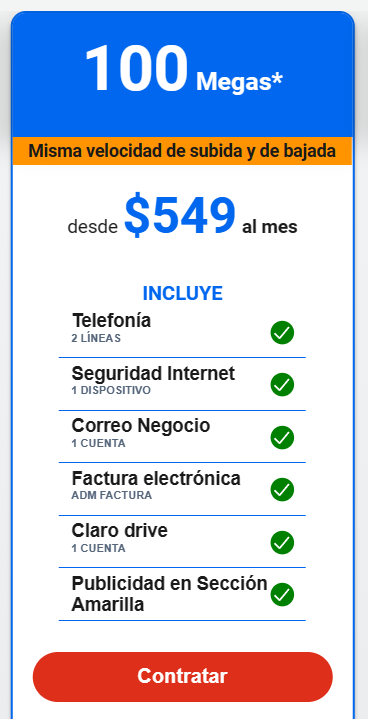 100 Megas*
Misma velocidad de subida y de bajada
desde $549 al mes
INCLUYE
Telefonía
2 LÍNEAS
Seguridad Internet
1 DISPOSITIVO
Correo Negocio
1 CUENTA
Factura electrónica
ADM FACTURA
Claro drive
1 CUENTA
Publicidad en Sección
Amarilla
Contratar